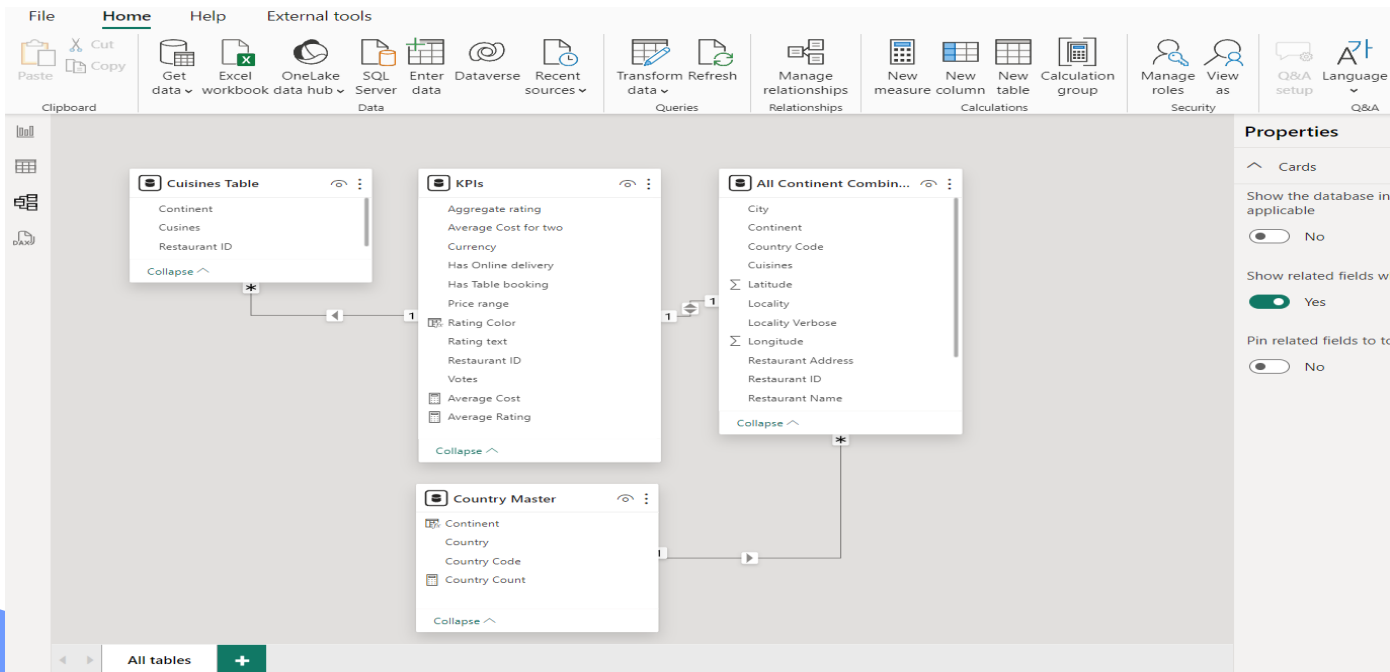 File Home Help External tools
Paste
Cut
Copy
Clipboard
Get data
Excel workbook
OneLake data hub
SQL Server
Enter data
Dataverse
Recent sources
Data
Transform data
Refresh
Queries
Manage relationships
Relationships
New measure
New column
New table
Calculation group
Calculations
Manage roles
View as
Security
Q&A setup
Language
Q&A
DAX
Cuisines Table
Continent
Cusines
Restaurant ID
Collapse
*
1
KPIs
Aggregate rating
Average Cost for two
Currency
Has Online delivery
Has Table booking
Price range
Rating Color
Rating text
Restaurant ID
Votes
Average Cost
Average Rating
Collapse
1
1
All Continent Combin...
City
Continent
Country Code
Cuisines
Σ Latitude
Locality
Locality Verbose
Σ Longitude
Restaurant Address
Restaurant ID
Restaurant Name
Collapse
*
Country Master
Continent
Country
Country Code
Country Count
Collapse
1
Properties
Cards
Show the database in
applicable
No
Show related fields w
Yes
Pin related fields to to
No
All tables +